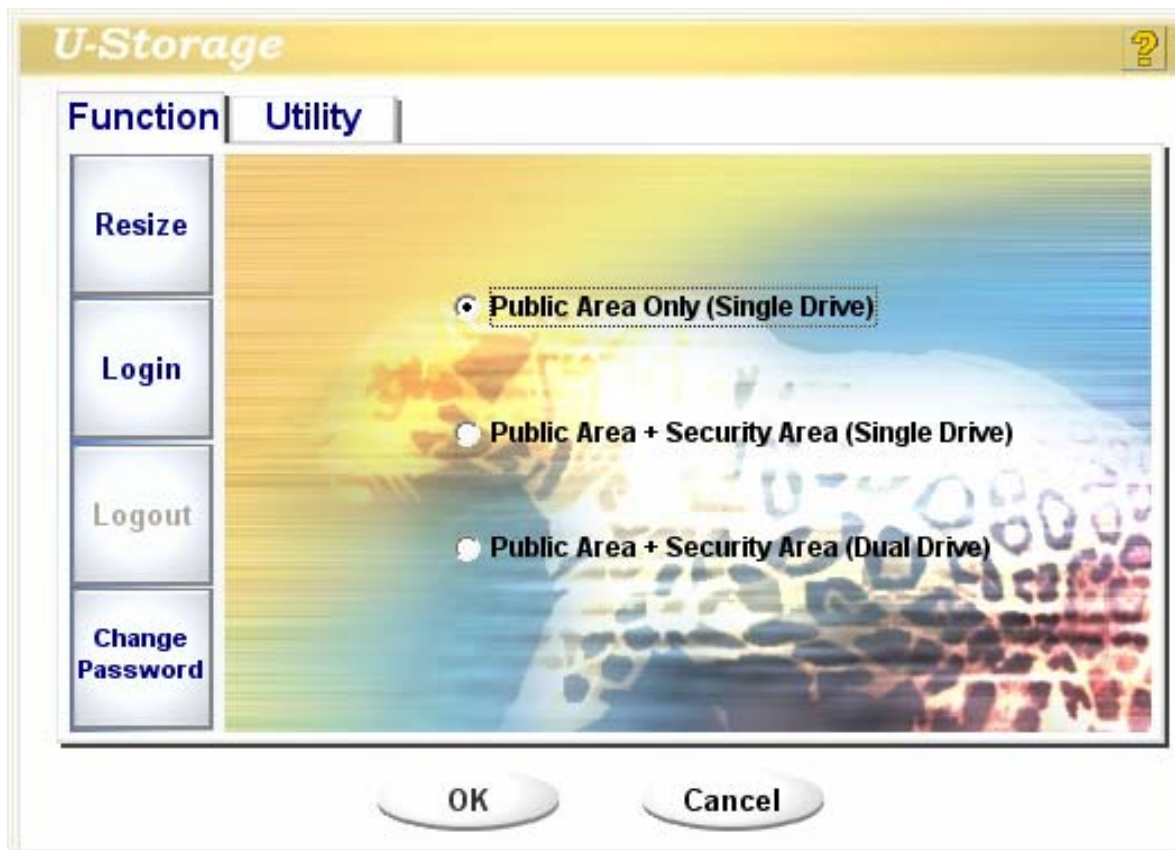 U-Storage
?
Function Utility
Resize
Login
Logout
Change
Password
Public Area Only (Single Drive)
Public Area + Security Area (Single Drive)
Public Area + Security Area (Dual Drive)
OK Cancel